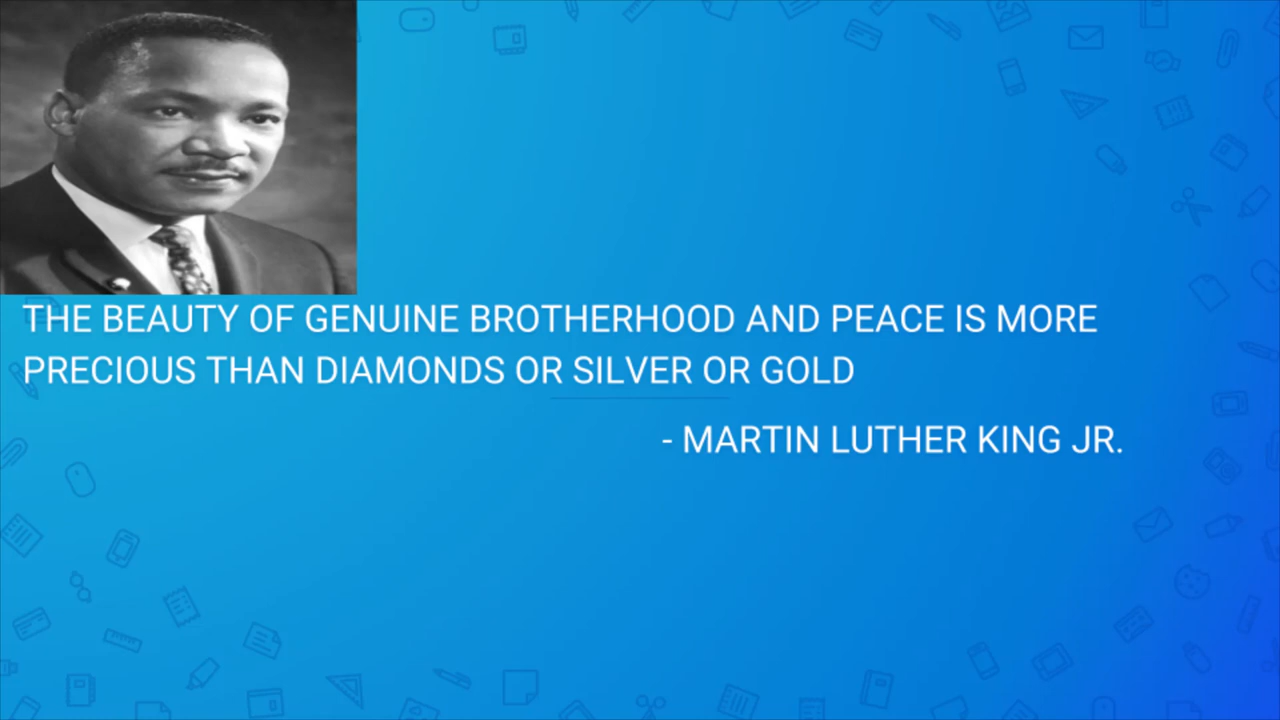 THE BEAUTY OF GENUINE BROTHERHOOD AND PEACE IS MORE
PRECIOUS THAN DIAMONDS OR SILVER OR GOLD
- MARTIN LUTHER KING JR.